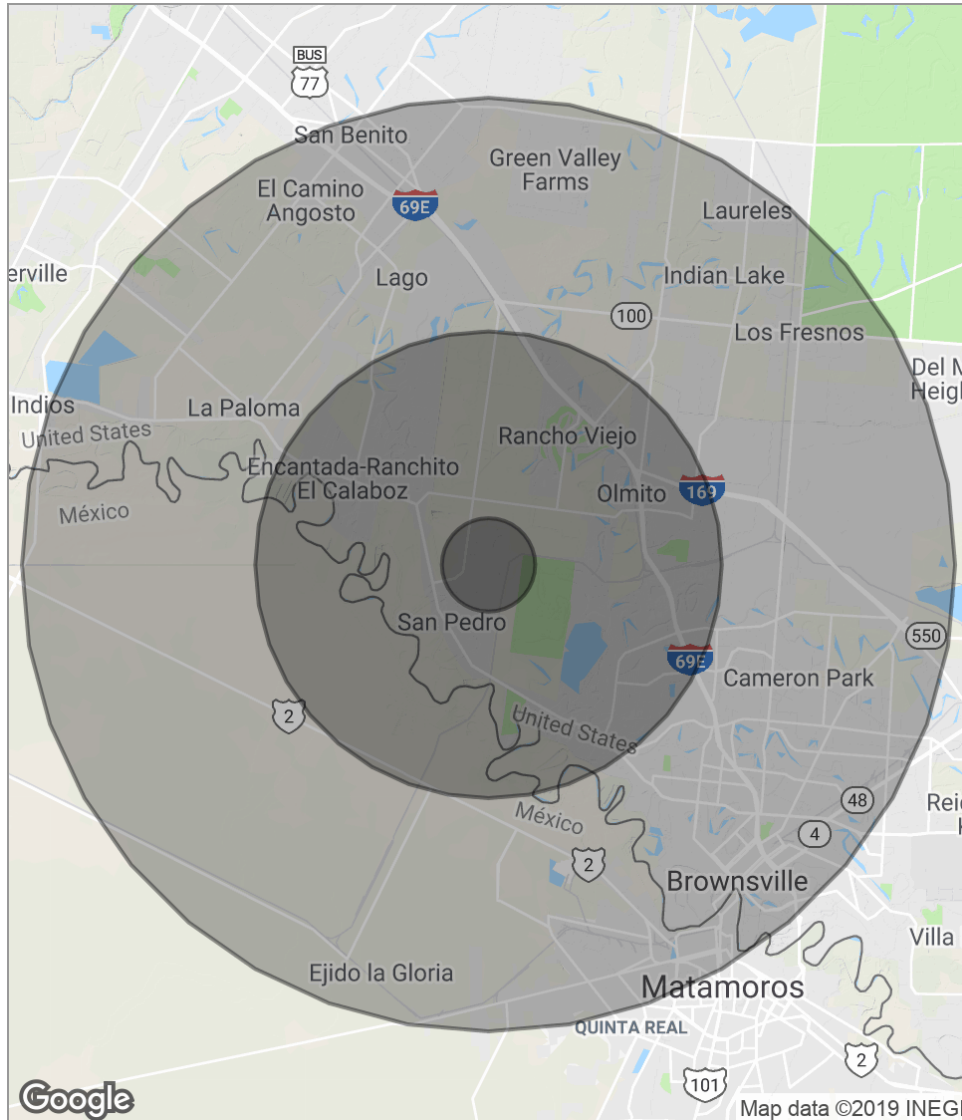 BUS
77
San Benito
Green Valley
Farms
El Camino
Angosto
69E
Laureles
erville
Lago
Indian Lake
100
Los Fresnos
Del M
Heigh
Indios
La Paloma
United States
Rancho Viejo
Encantada-Ranchito
El Calaboz
Olmito
169
México
San Pedro
550
69E
Cameron Park
2
United States
México
48
Rei
4
2
Brownsville
Villa
Ejido la Gloria
Matamoros
QUINTA REAL
2
101
Google
Map data ©2019 INEG